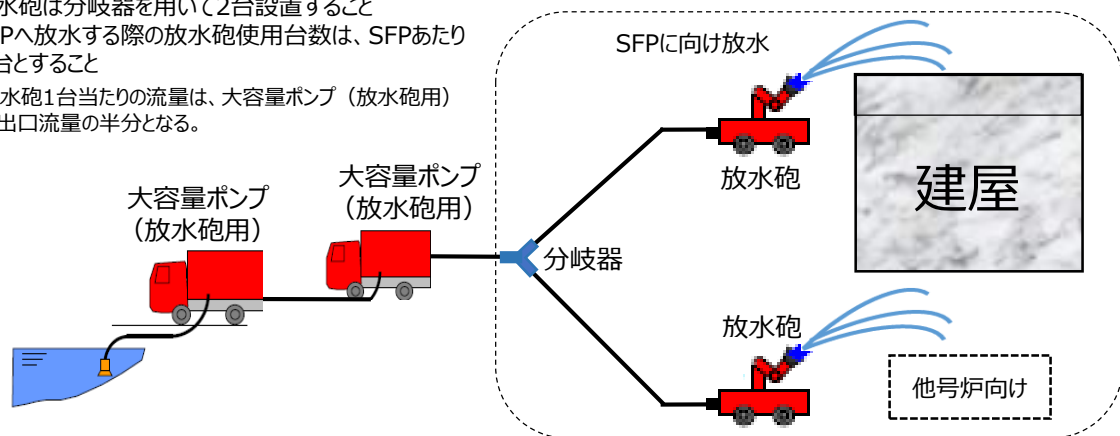 水砲は分岐器を用いて2台設置すること
Pへ放水する際の放水砲使用台数は、SFPあたり
台とすること
水砲1台当たりの流量は、大容量ポンプ（放水砲用）
出口流量の半分となる。
SFPに向け放水
放水砲
建屋
大容量ポンプ
（放水砲用）
大容量ポンプ
（放水砲用）
分岐器
放水砲
他号炉向け